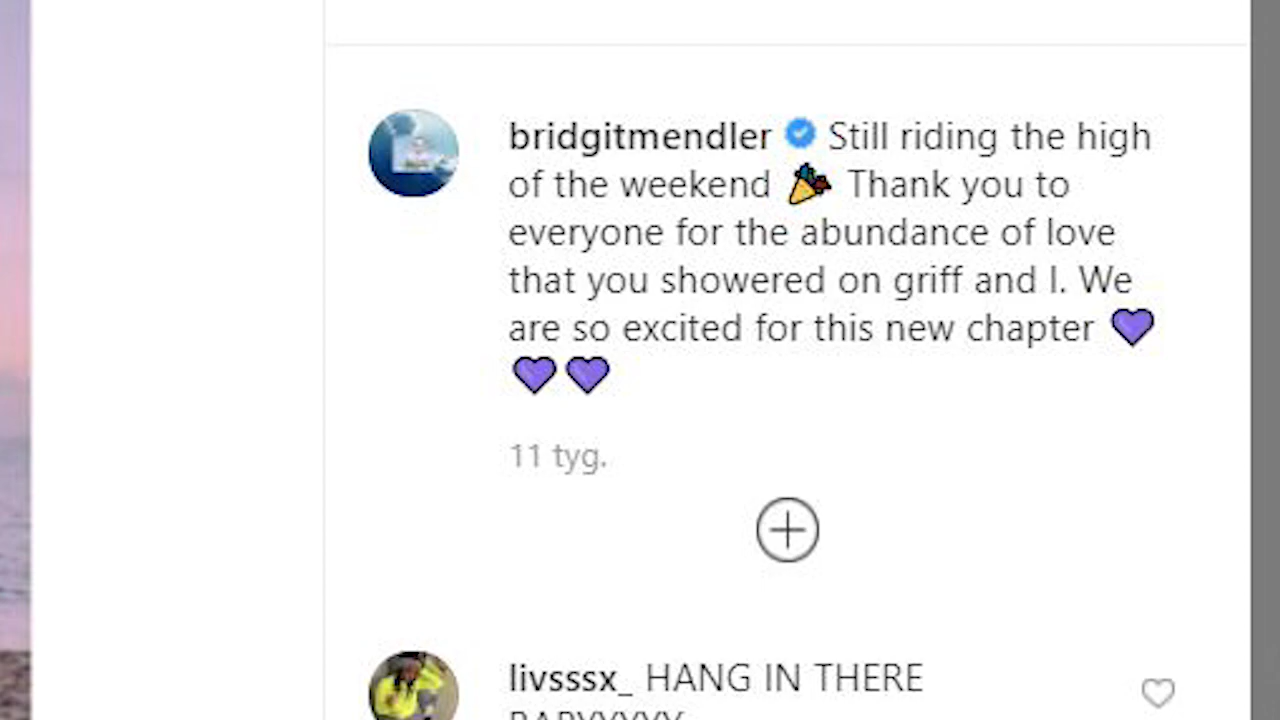 bridgitmendler Still riding the high
of the weekend 🎉 Thank you to
everyone for the abundance of love
that you showered on griff and I. We
are so excited for this new chapter 💜
💜💜
11 tyg.
livsssx_ HANG IN THERE